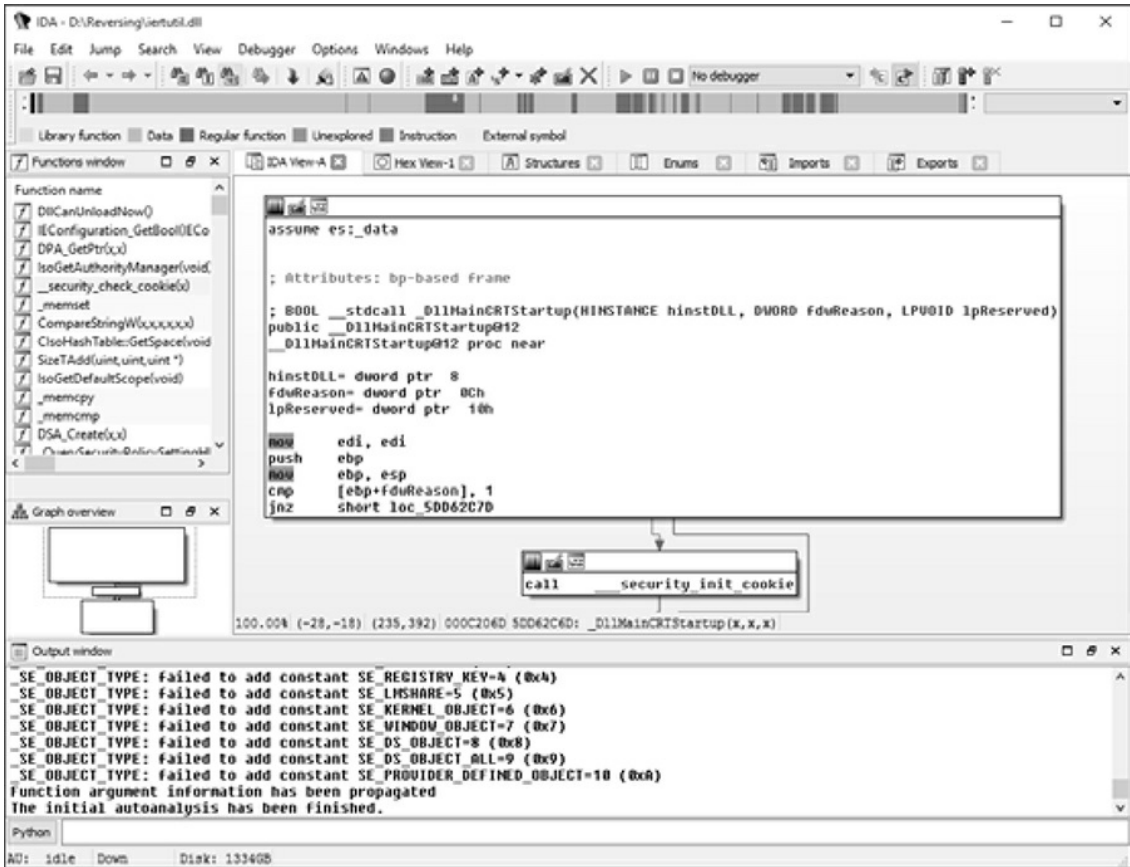 IDA - D:\Reversing\iertutil.dll
File Edit Jump Search View Debugger Options Windows Help
No debugger
Library function Data Regular function Unexplored Instruction External symbol
Functions window
IDA View-A Hex View-1 Structures Enums Imports Exports
Function name
DllCanUnloadNow()
IEConfiguration_GetBool(IECo
DPA_GetPtr(x,x)
IsoGetAuthorityManager(void,
__security_check_cookie(x)
_memset
CompareStringW(x,x,x,x,x,x)
CIsoHashTable::GetSpace(void
SizeTAdd(uint,uint,uint *)
IsoGetDefaultScope(void)
_memcpy
_memcmp
DSA_Create(x,x)
assume es:_data
; Attributes: bp-based frame
; BOOL __stdcall _DllMainCRTStartup(HINSTANCE hinstDLL, DWORD fdwReason, LPVOID lpReserved)
public __DllMainCRTStartup@12
__DllMainCRTStartup@12 proc near
hinstDLL= dword ptr 8
fdwReason= dword ptr 0Ch
lpReserved= dword ptr 10h
mov edi, edi
push ebp
mov ebp, esp
cmp [ebp+fdwReason], 1
jnz short loc_5DD62C7D
call ___security_init_cookie
Graph overview
100.00% (-28,-18) (235,392) 000C206D 5DD62C6D: _DllMainCRTStartup(x,x,x)
Output window
_SE_OBJECT_TYPE: failed to add constant SE_REGISTRY_KEY=4 (0x4)
_SE_OBJECT_TYPE: failed to add constant SE_LMSHARE=5 (0x5)
_SE_OBJECT_TYPE: failed to add constant SE_KERNEL_OBJECT=6 (0x6)
_SE_OBJECT_TYPE: failed to add constant SE_WINDOW_OBJECT=7 (0x7)
_SE_OBJECT_TYPE: failed to add constant SE_DS_OBJECT=8 (0x8)
_SE_OBJECT_TYPE: failed to add constant SE_DS_OBJECT_ALL=9 (0x9)
_SE_OBJECT_TYPE: failed to add constant SE_PROVIDER_DEFINED_OBJECT=10 (0xA)
Function argument information has been propagated
The initial autoanalysis has been finished.
Python
AU: idle Down Disk: 1334GB